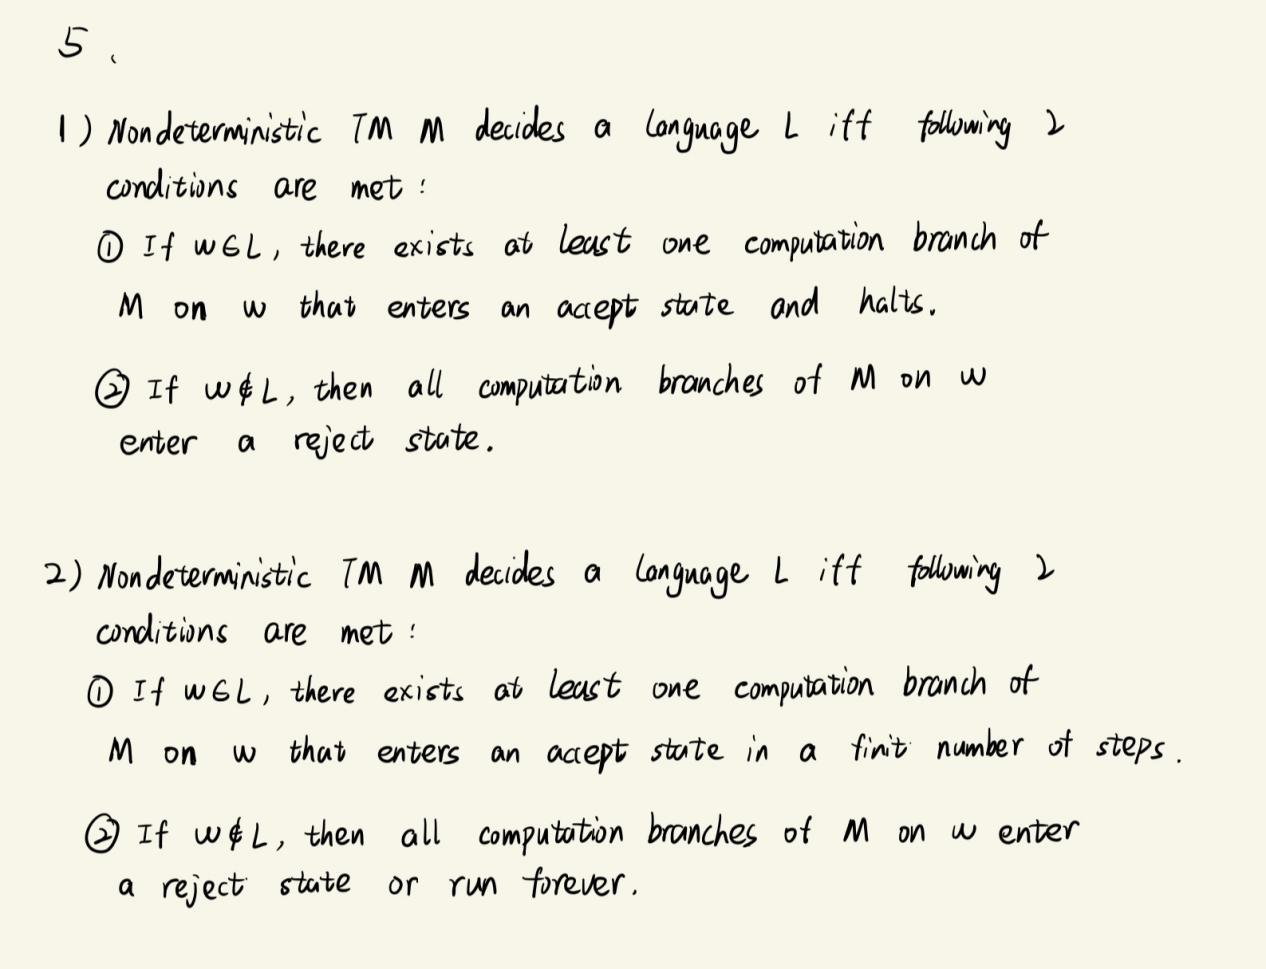 5.
1) Nondeterministic TM M decides a language L iff following 2
conditions are met:
① If w∈L, there exists at least one computation branch of
M on w that enters an accept state and halts.
② If w∉L, then all computation branches of M on w
enter a reject state.
2) Nondeterministic TM M decides a language L iff following 2
conditions are met:
① If w∈L, there exists at least one computation branch of
M on w that enters an accept state in a finit number of steps.
② If w∉L, then all computation branches of M on w enter
a reject state or run forever.